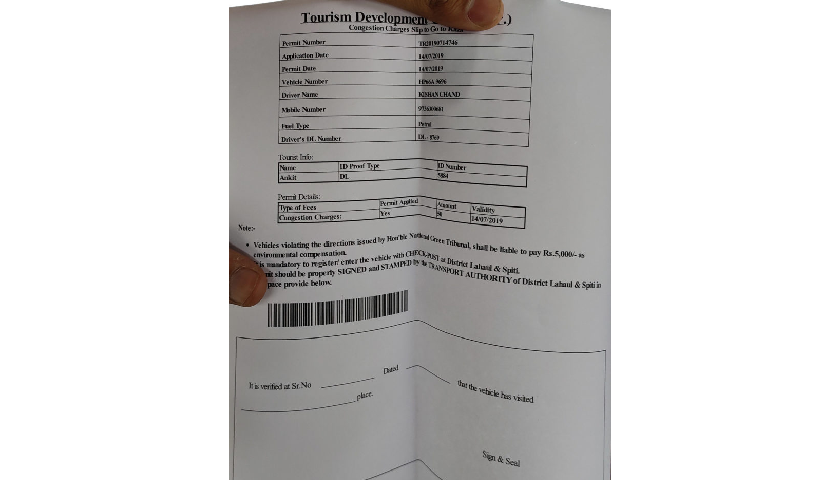 Tourism Development
Congestion Charges Slip to Go to
Permit Number TR20190714746
Application Date 14/07/2019
Permit Date 14/07/2019
Vehicle Number
Driver Name KISHAN CHAND
Mobile Number
Fuel Type Petrol
Driver's DL Number DL-
Tourist Info:
Name ID Proof Type ID Number
Ankit DL 5884
Permit Details:
Type of Fees Permit Applied Amount Validity
Congestion Charges: Yes 50 14/07/2019
Note:-
Vehicles violating the directions issued by Hon'ble National Green Tribunal, shall be liable to pay Rs.5,000/- as
environmental compensation.
is mandatory to register/ enter the vehicle with CHECK-POST at District Lahaul & Spiti.
mit should be properly SIGNED and STAMPED by the TRANSPORT AUTHORITY of District Lahaul & Spiti in
pace provide below.
It is verified at Sr.No Dated that the vehicle has visited
place.
Sign & Seal